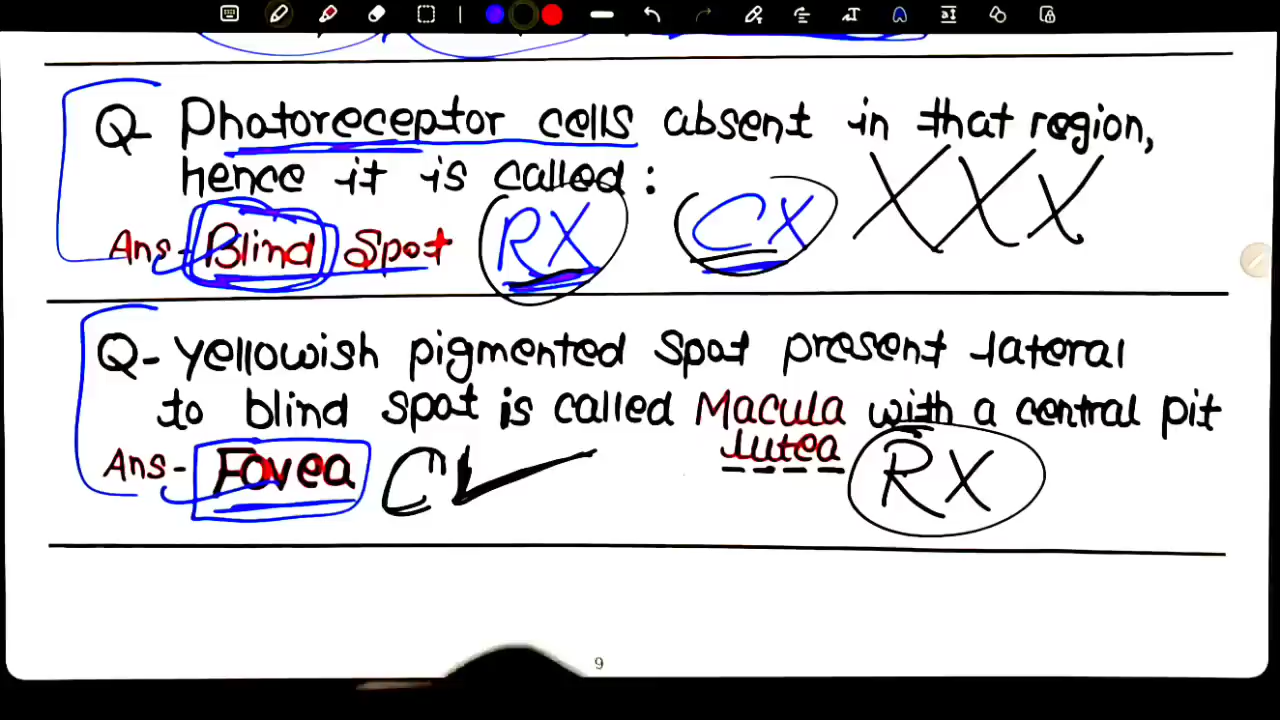 Q- Photoreceptor cells absent in that region,
hence it is called :
Ans- Blind Spot RX CX XXX
Q- Yellowish pigmented spot present lateral
to blind spot is called Macula with a central pit
lutea
Ans- Fovea C✓ RX
9